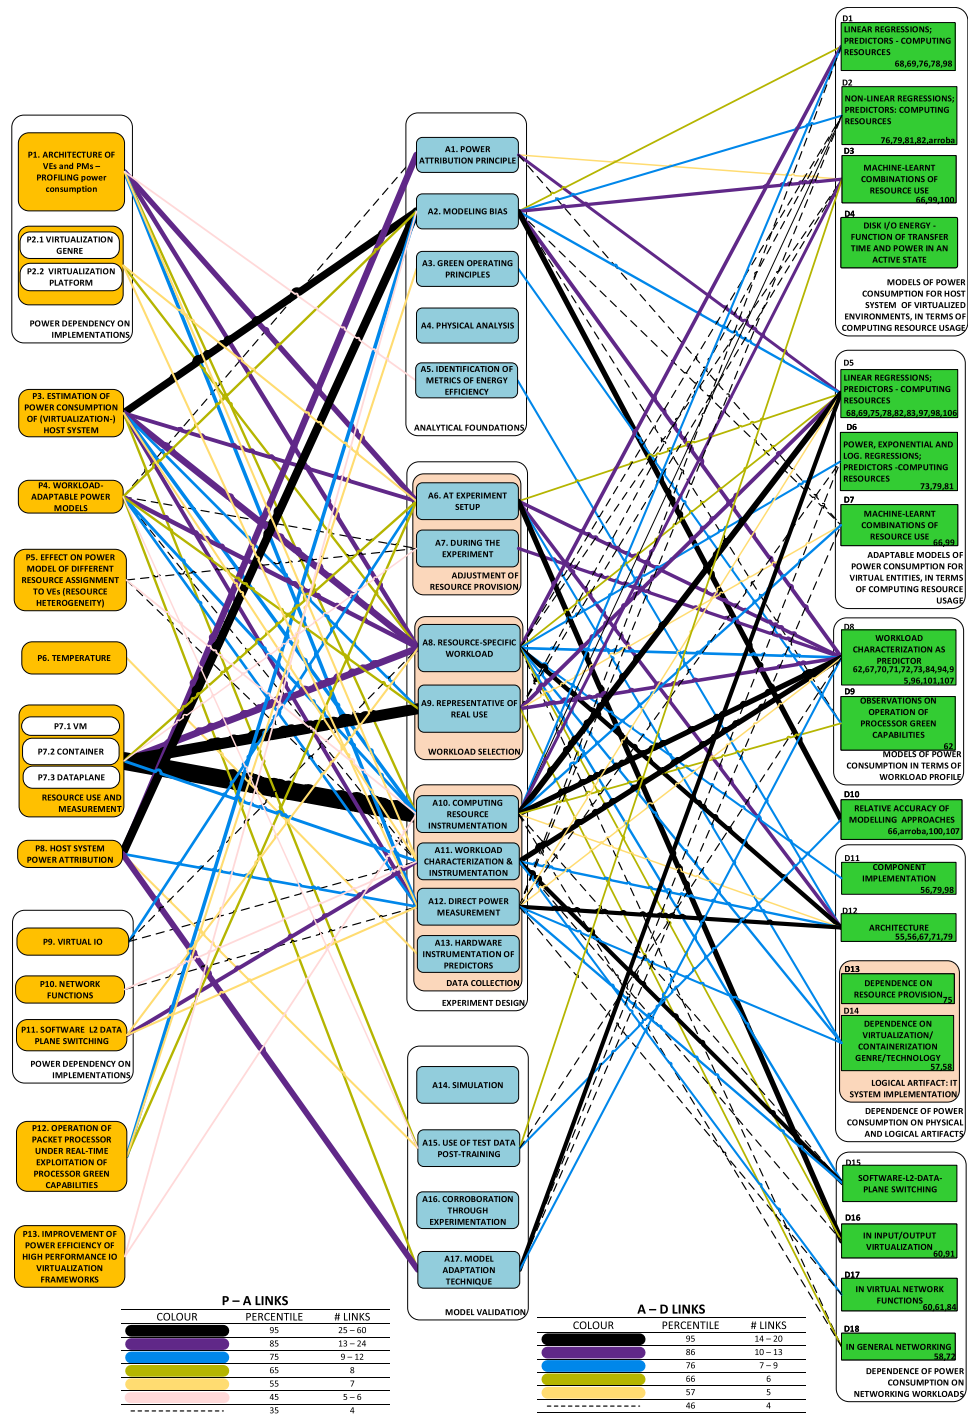 P1. ARCHITECTURE OF
VEs and PMs –
PROFILING power
consumption
P2.1 VIRTUALIZATION
GENRE
P2.2 VIRTUALIZATION
PLATFORM
POWER DEPENDENCY ON
IMPLEMENTATIONS
P3. ESTIMATION OF
POWER CONSUMPTION
OF (VIRTUALIZATION-)
HOST SYSTEM
P4. WORKLOAD-
ADAPTABLE POWER
MODELS
P5. EFFECT ON POWER
MODEL OF DIFFERENT
RESOURCE ASSIGNMENT
TO VEs (RESOURCE
HETEROGENEITY)
P6. TEMPERATURE
P7.1 VM
P7.2 CONTAINER
P7.3 DATAPLANE
RESOURCE USE AND
MEASUREMENT
P8. HOST SYSTEM
POWER ATTRIBUTION
P9. VIRTUAL IO
P10. NETWORK
FUNCTIONS
P11. SOFTWARE L2 DATA
PLANE SWITCHING
POWER DEPENDENCY ON
IMPLEMENTATIONS
P12. OPERATION OF
PACKET PROCESSOR
UNDER REAL-TIME
EXPLOITATION OF
PROCESSOR GREEN
CAPABILITIES
P13. IMPROVEMENT OF
POWER EFFICIENCY OF
HIGH PERFORMANCE IO
VIRTUALIZATION
FRAMEWORKS
A1. POWER
ATTRIBUTION PRINCIPLE
A2. MODELING BIAS
A3. GREEN OPERATING
PRINCIPLES
A4. PHYSICAL ANALYSIS
A5. IDENTIFICATION OF
METRICS OF ENERGY
EFFICIENCY
ANALYTICAL FOUNDATIONS
A6. AT EXPERIMENT
SETUP
A7. DURING THE
EXPERIMENT
ADJUSTMENT OF
RESOURCE PROVISION
A8. RESOURCE-SPECIFIC
WORKLOAD
A9. REPRESENTATIVE OF
REAL USE
WORKLOAD SELECTION
A10. COMPUTING
RESOURCE
INSTRUMENTATION
A11. WORKLOAD
CHARACTERIZATION &
INSTRUMENTATION
A12. DIRECT POWER
MEASUREMENT
A13. HARDWARE
INSTRUMENTATION OF
PREDICTORS
DATA COLLECTION
EXPERIMENT DESIGN
A14. SIMULATION
A15. USE OF TEST DATA
POST-TRAINING
A16. CORROBORATION
THROUGH
EXPERIMENTATION
A17. MODEL
ADAPTATION
TECHNIQUE
MODEL VALIDATION
D1
LINEAR REGRESSIONS;
PREDICTORS - COMPUTING
RESOURCES
68,69,76,78,98
D2
NON-LINEAR REGRESSIONS;
PREDICTORS: COMPUTING
RESOURCES
76,79,81,82,arroba
D3
MACHINE-LEARNT
COMBINATIONS OF
RESOURCE USE
66,99,100
D4
DISK I/O ENERGY -
FUNCTION OF TRANSFER
TIME AND POWER IN AN
ACTIVE STATE
MODELS OF POWER
CONSUMPTION FOR HOST
SYSTEM OF VIRTUALIZED
ENVIRONMENTS, IN TERMS OF
COMPUTING RESOURCE USAGE
D5
LINEAR REGRESSIONS;
PREDICTORS - COMPUTING
RESOURCES
68,69,75,78,82,83,97,98,106
D6
POWER, EXPONENTIAL AND
LOG. REGRESSIONS;
PREDICTORS -COMPUTING
RESOURCES
73,79,81
D7
MACHINE-LEARNT
COMBINATIONS OF
RESOURCE USE
66,99
ADAPTABLE MODELS OF
POWER CONSUMPTION FOR
VIRTUAL ENTITIES, IN TERMS
OF COMPUTING RESOURCE
USAGE
D8
WORKLOAD
CHARACTERIZATION AS
PREDICTOR
62,67,70,71,72,73,84,94,9
5,96,101,107
D9
OBSERVATIONS ON
OPERATION OF
PROCESSOR GREEN
CAPABILITIES
62
MODELS OF POWER
CONSUMPTION IN TERMS OF
WORKLOAD PROFILE
D10
RELATIVE ACCURACY OF
MODELLING APPROACHES
66,arroba,100,107
D11
COMPONENT
IMPLEMENTATION
56,79,98
D12
ARCHITECTURE
55,56,67,71,79
D13
DEPENDENCE ON
RESOURCE PROVISION
75
D14
DEPENDENCE ON
VIRTUALIZATION/
CONTAINERIZATION
GENRE/TECHNOLOGY
57,58
LOGICAL ARTIFACT: IT
SYSTEM IMPLEMENTATION
DEPENDENCE OF POWER
CONSUMPTION ON PHYSICAL
AND LOGICAL ARTIFACTS
D15
SOFTWARE-L2-DATA-
PLANE SWITCHING
D16
IN INPUT/OUTPUT
VIRTUALIZATION
60,91
D17
IN VIRTUAL NETWORK
FUNCTIONS
60,61,84
D18
IN GENERAL NETWORKING
58,72
DEPENDENCE OF POWER
CONSUMPTION ON
NETWORKING WORKLOADS
P – A LINKS
COLOUR PERCENTILE # LINKS
95 25 – 60
85 13 – 24
75 9 – 12
65 8
55 7
45 5 – 6
35 4
A – D LINKS
COLOUR PERCENTILE # LINKS
95 14 – 20
86 10 – 13
76 7 – 9
66 6
57 5
46 4